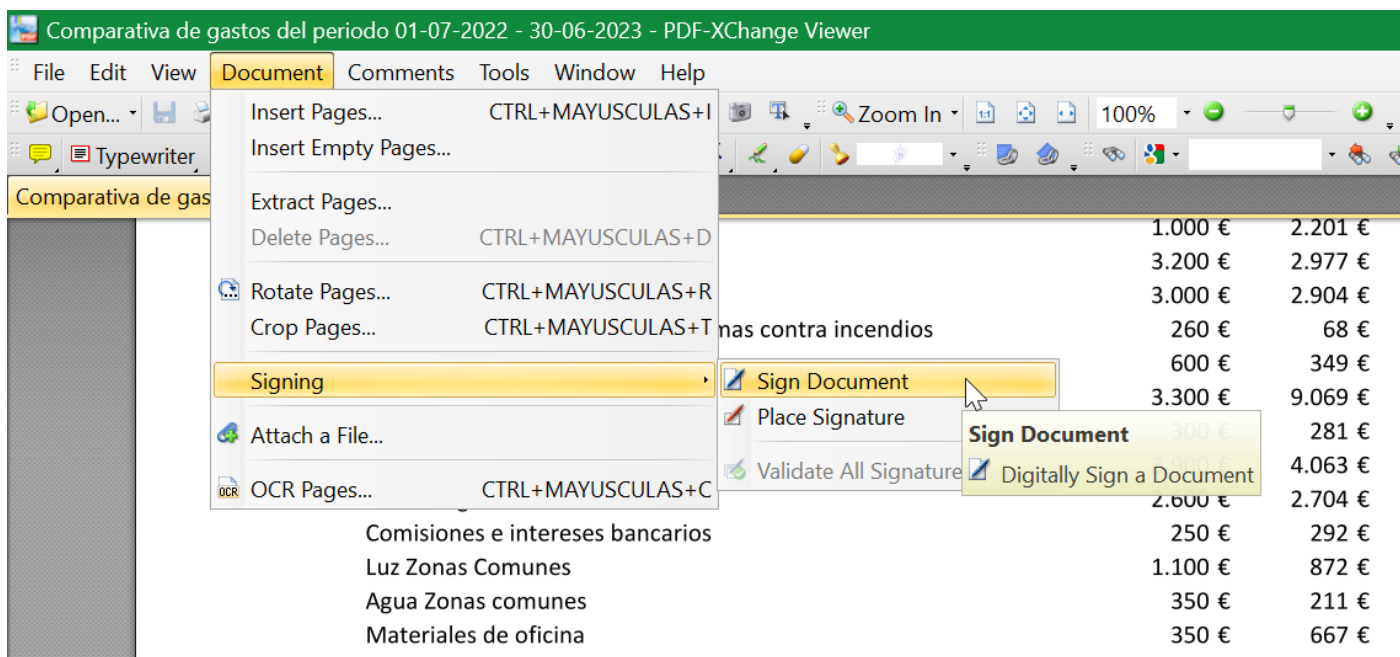 Comparativa de gastos del periodo 01-07-2022 - 30-06-2023 - PDF-XChange Viewer
File Edit View Document Comments Tools Window Help
Open... Insert Pages... CTRL+MAYUSCULAS+I Zoom In 1:1 100%
Typewriter Insert Empty Pages...
Comparativa de gas Extract Pages... 1.000 € 2.201 €
Delete Pages... CTRL+MAYUSCULAS+D
3.200 € 2.977 €
Rotate Pages... CTRL+MAYUSCULAS+R 3.000 € 2.904 €
Crop Pages... CTRL+MAYUSCULAS+T mas contra incendios 260 € 68 €
600 € 349 €
Signing Sign Document
3.300 € 9.069 €
Place Signature
Attach a File... Sign Document 300 € 281 €
Validate All Signature Digitally Sign a Document 4.063 €
OCR OCR Pages... CTRL+MAYUSCULAS+C 2.600 € 2.704 €
Comisiones e intereses bancarios 250 € 292 €
Luz Zonas Comunes 1.100 € 872 €
Agua Zonas comunes 350 € 211 €
Materiales de oficina 350 € 667 €